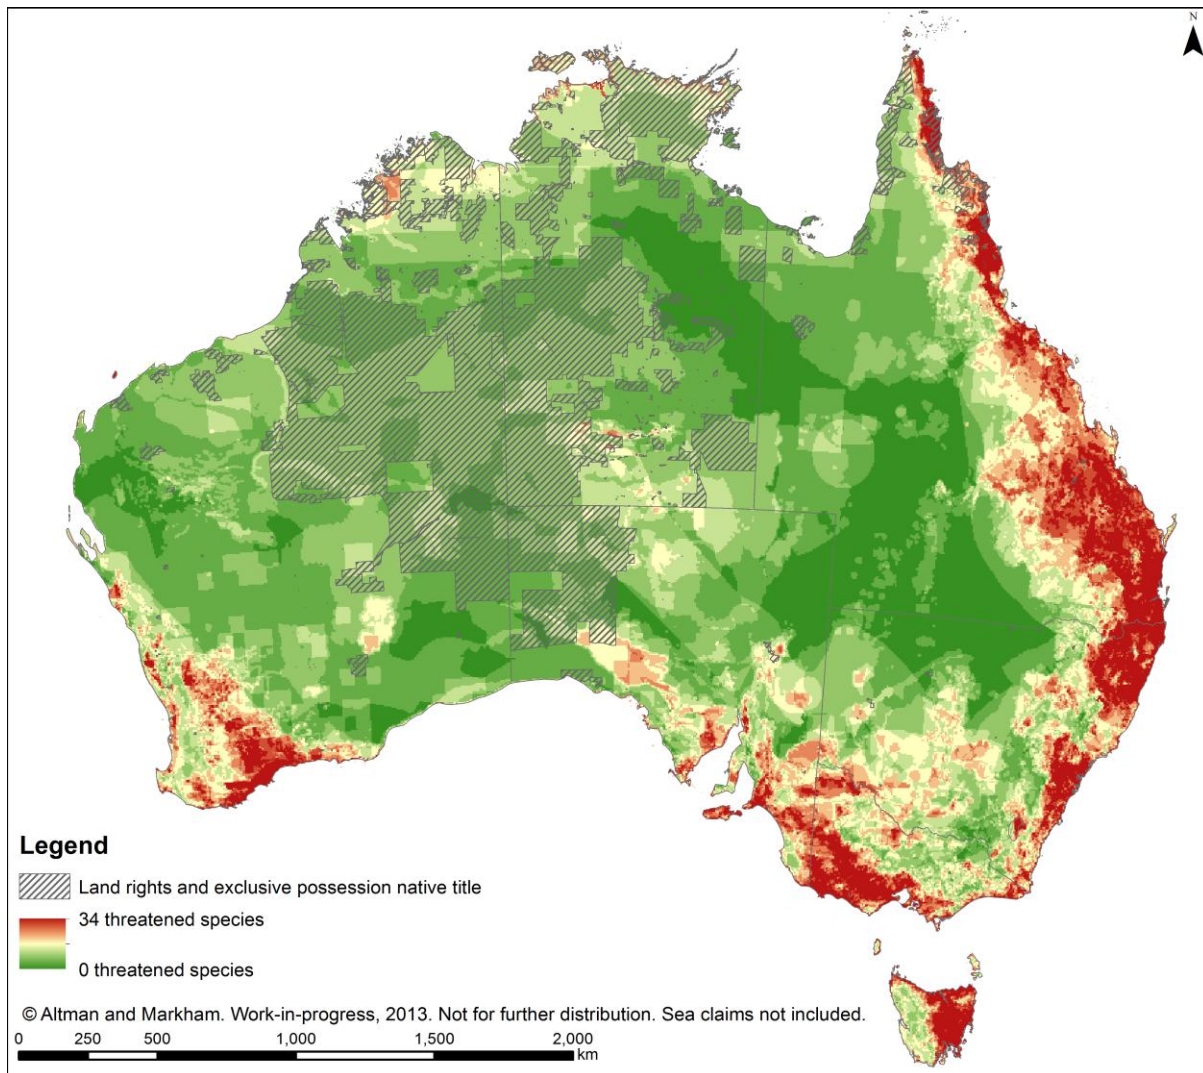 N
Legend
Land rights and exclusive possession native title
34 threatened species
0 threatened species
© Altman and Markham. Work-in-progress, 2013. Not for further distribution. Sea claims not included.
0 250 500 1,000 1,500 2,000
km